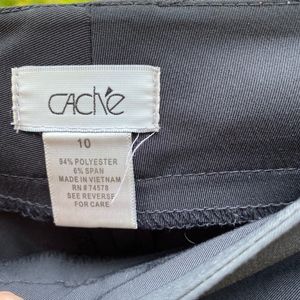 CACHÉ
10
94% POLYESTER
6% SPAN
MADE IN VIETNAM
RN # 74578
SEE REVERSE
FOR CARE